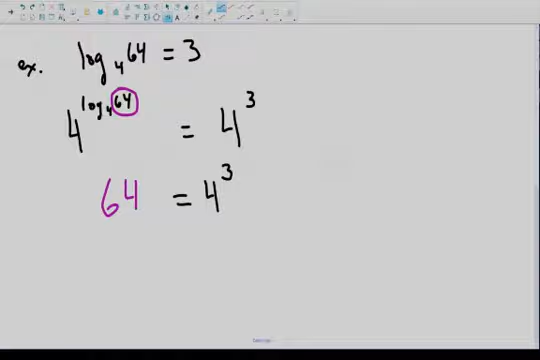 ex. log₄64 = 3
4^(log₄64) = 4³
64 = 4³